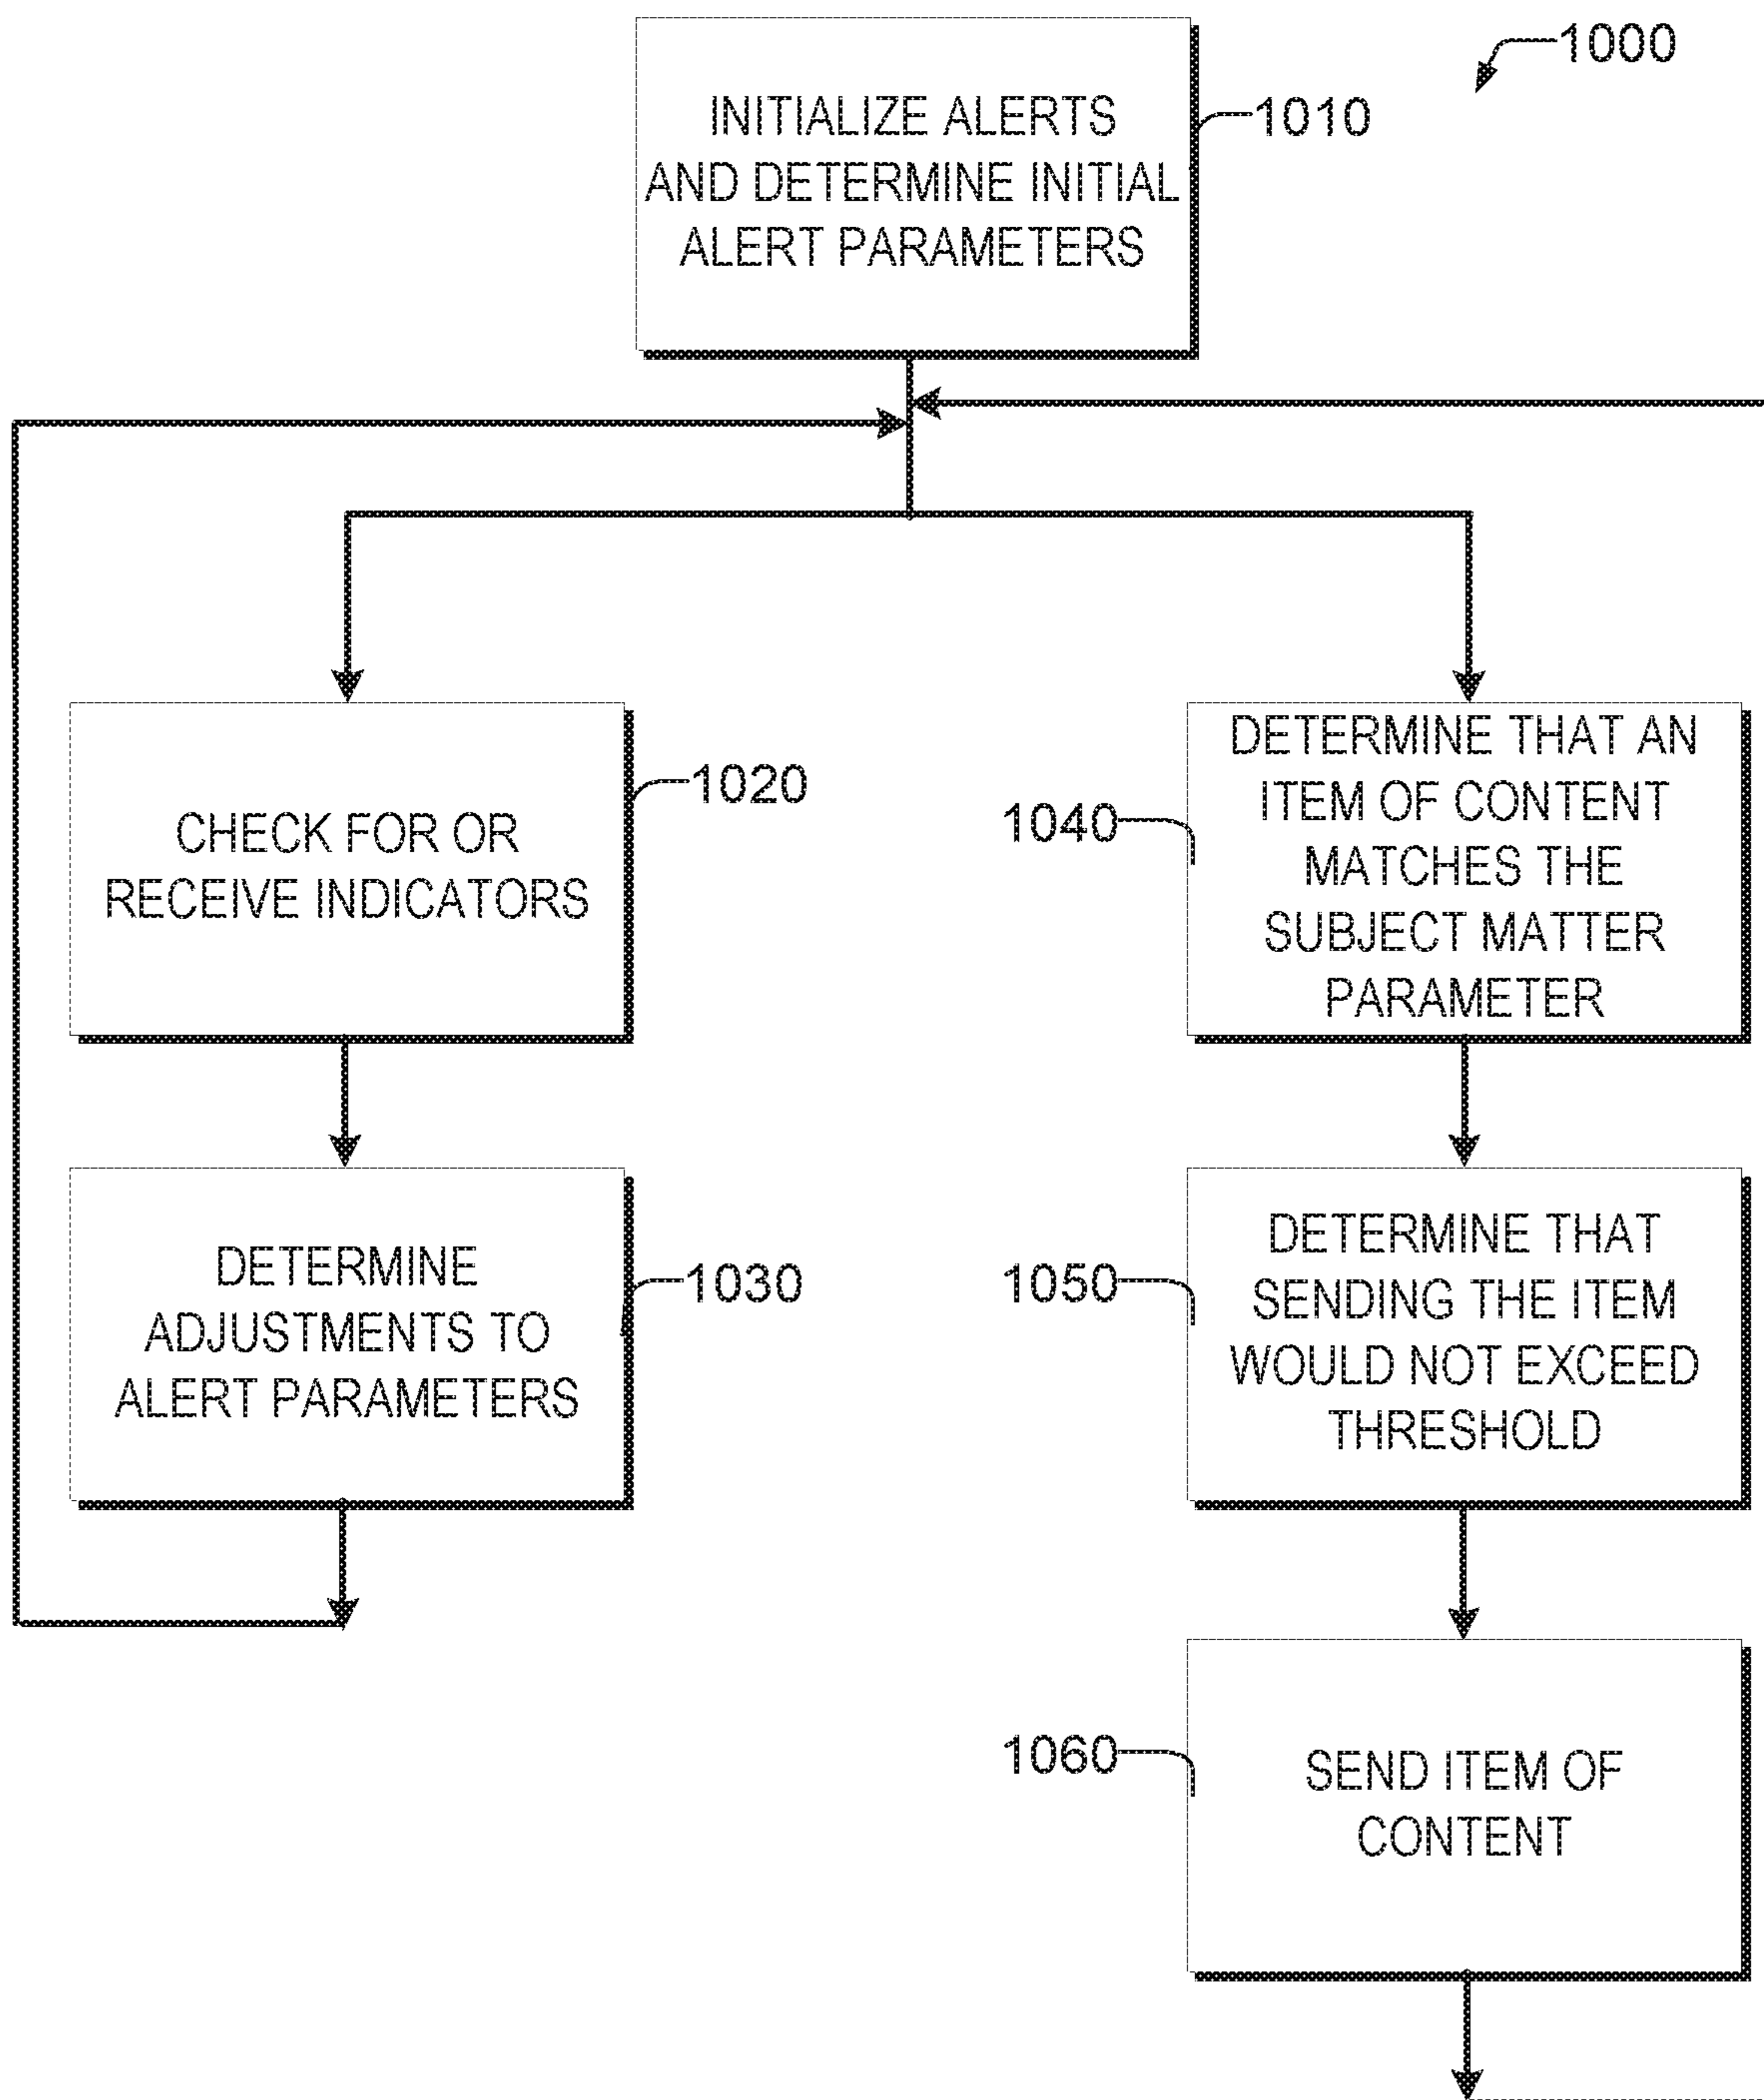 1000
INITIALIZE ALERTS
AND DETERMINE INITIAL
ALERT PARAMETERS
1010
CHECK FOR OR
RECEIVE INDICATORS
1020
DETERMINE
ADJUSTMENTS TO
ALERT PARAMETERS
1030
1040
DETERMINE THAT AN
ITEM OF CONTENT
MATCHES THE
SUBJECT MATTER
PARAMETER
1050
DETERMINE THAT
SENDING THE ITEM
WOULD NOT EXCEED
THRESHOLD
1060
SEND ITEM OF
CONTENT